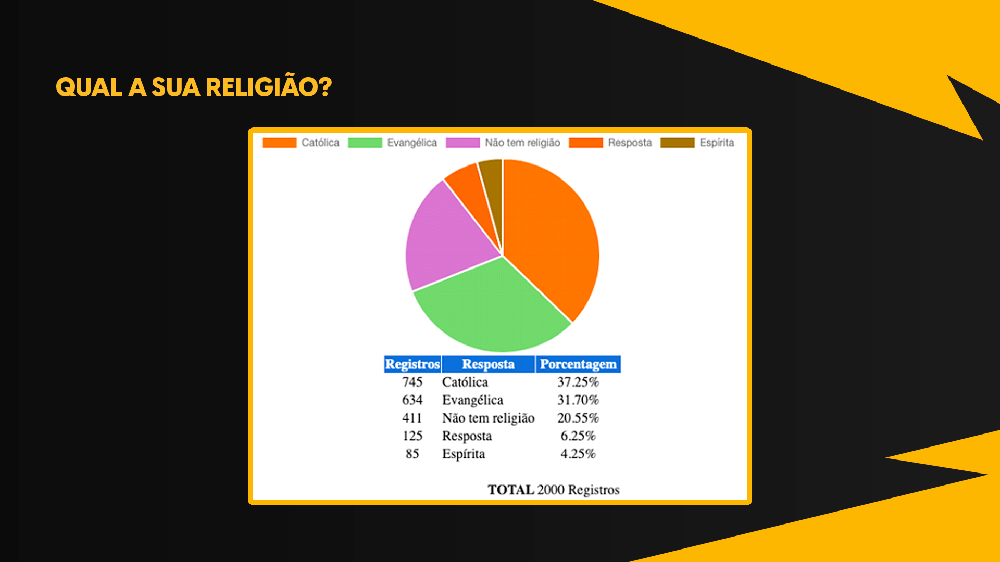 QUAL A SUA RELIGIÃO?
Católica Evangélica Não tem religião Resposta Espírita
Registros Resposta Porcentagem
745 Católica 37.25%
634 Evangélica 31.70%
411 Não tem religião 20.55%
125 Resposta 6.25%
85 Espírita 4.25%
TOTAL 2000 Registros